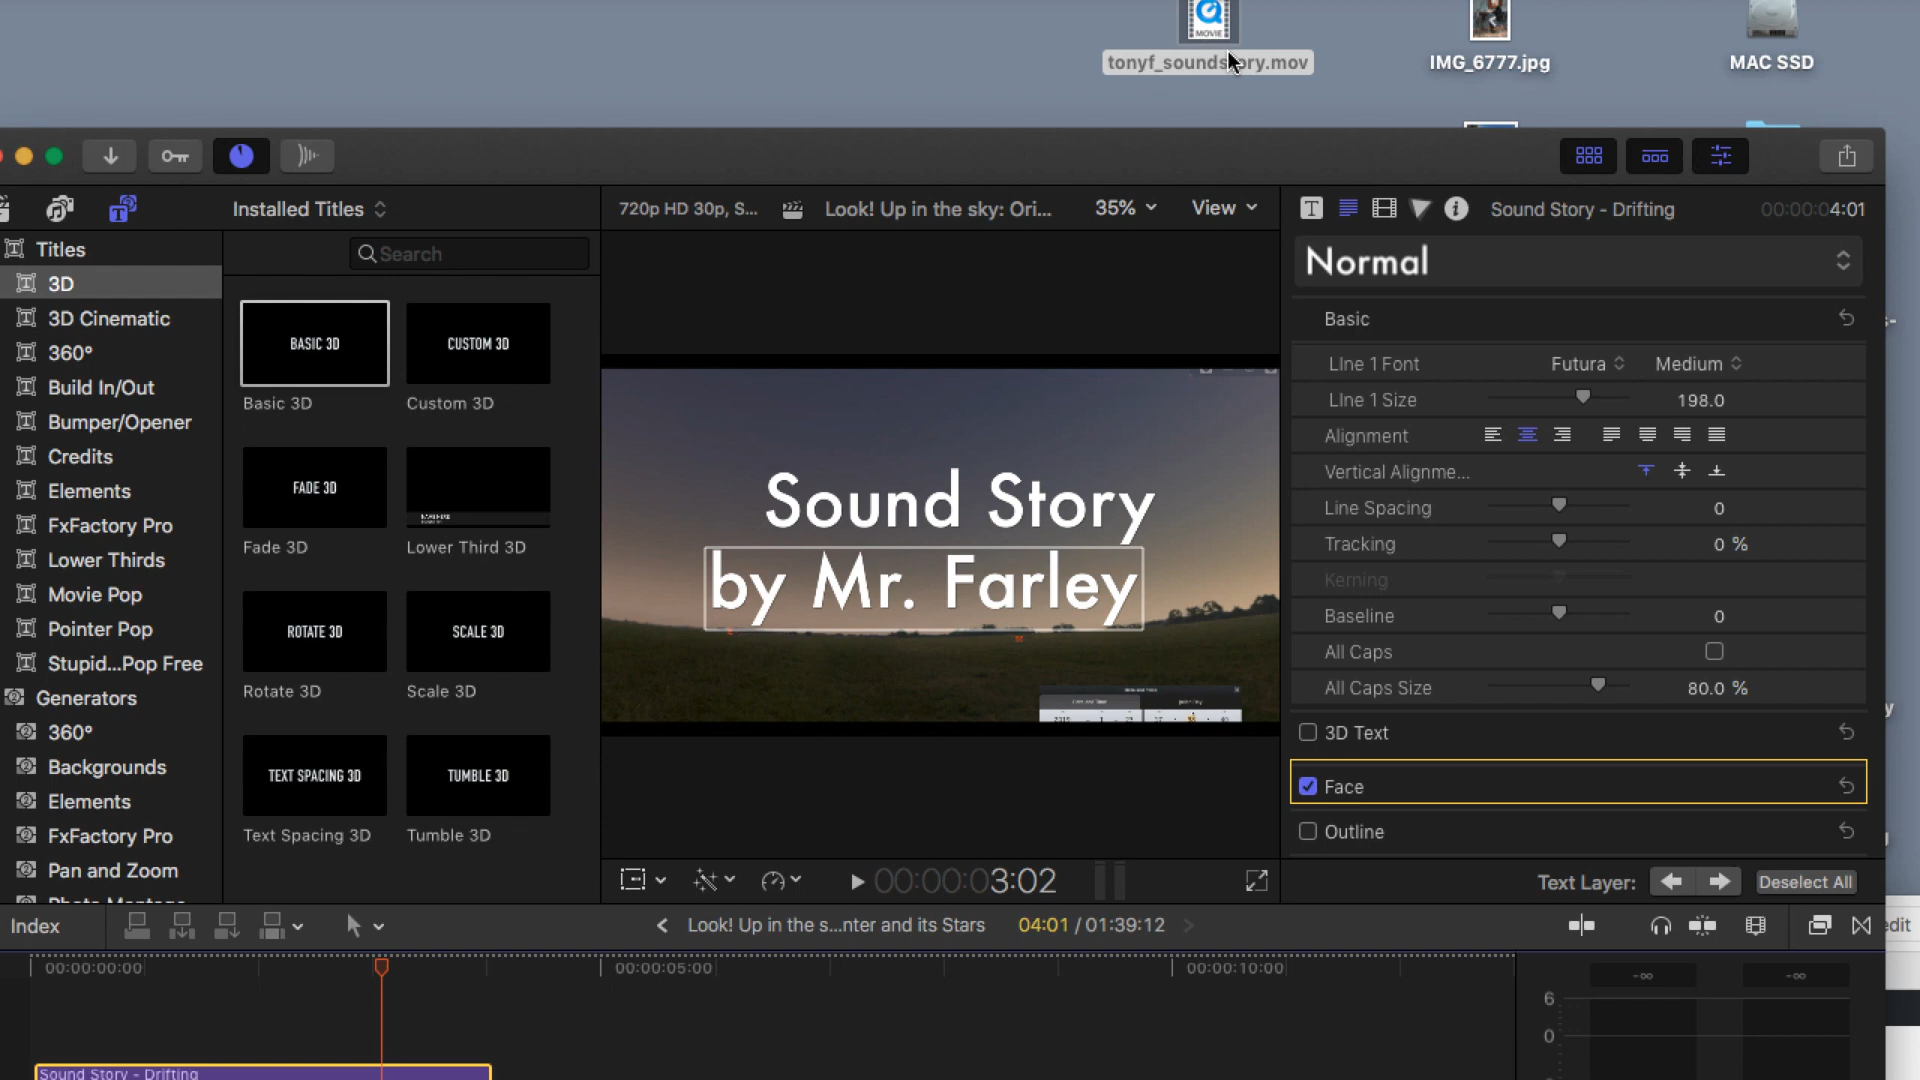 MOVIE
tonyf_soundstory.mov
IMG_6777.jpg
MAC SSD
Installed Titles
720p HD 30p, S...
Look! Up in the sky: Ori...
35%
View
Sound Story - Drifting
00:00:04:01
Titles
Search
Normal
3D
3D Cinematic
360°
Build In/Out
Bumper/Opener
Credits
Elements
FxFactory Pro
Lower Thirds
Movie Pop
Pointer Pop
Stupid...Pop Free
Generators
360°
Backgrounds
Elements
FxFactory Pro
Pan and Zoom
Photo Montage
BASIC 3D
CUSTOM 3D
Basic 3D
Custom 3D
FADE 3D
NAME HERE
Fade 3D
Lower Third 3D
ROTATE 3D
SCALE 3D
Rotate 3D
Scale 3D
TEXT SPACING 3D
TUMBLE 3D
Text Spacing 3D
Tumble 3D
Sound Story
by Mr. Farley
Basic
LIne 1 Font
Futura
Medium
LIne 1 Size
198.0
Alignment
Vertical Alignme...
Line Spacing
0
Tracking
0 %
Kerning
Baseline
0
All Caps
All Caps Size
80.0 %
3D Text
Face
Outline
00:00:03:02
Text Layer:
Deselect All
Index
Look! Up in the s...nter and its Stars
04:01 / 01:39:12
edit
00:00:00:00
00:00:05:00
00:00:10:00
-∞
-∞
6
0
Sound Story - Drifting